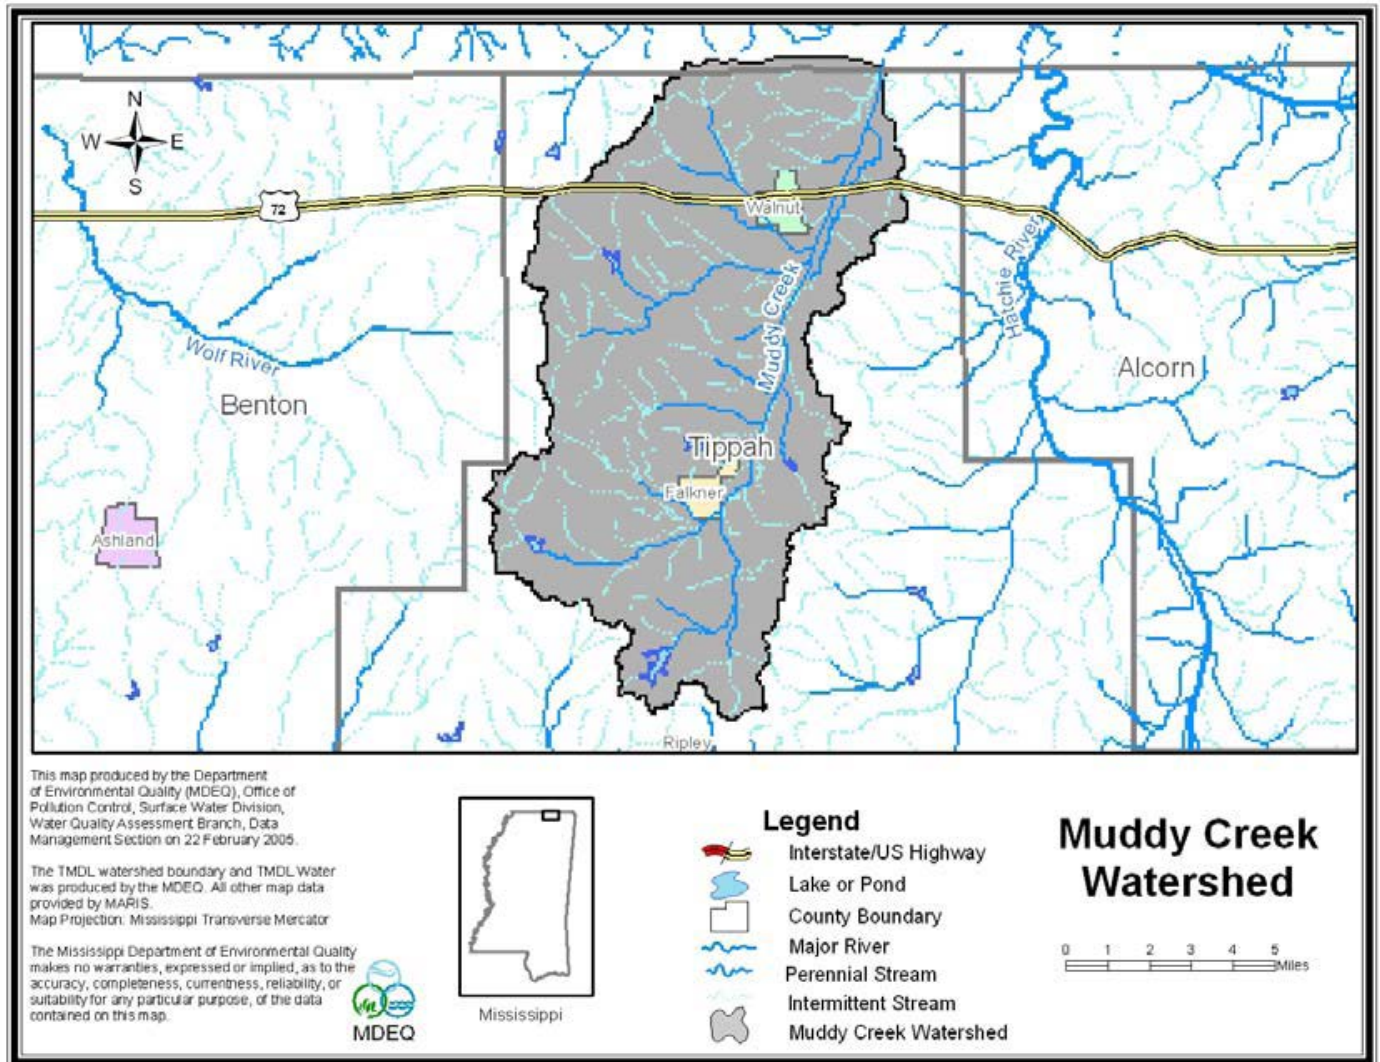 N
W E
S
72
Walnut
Muddy Creek
Hatchie River
Wolf River
Alcorn
Benton
Tippah
Falkner
Ashland
Ripley
This map produced by the Department
of Environmental Quality (MDEQ), Office of
Pollution Control, Surface Water Division,
Water Quality Assessment Branch, Data
Management Section on 22 February 2005.
The TMDL watershed boundary and TMDL Water
was produced by the MDEQ. All other map data
provided by MARIS.
Map Projection: Mississippi Transverse Mercator
The Mississippi Department of Environmental Quality
makes no warranties, expressed or implied, as to the
accuracy, completeness, currentness, reliability, or
suitability for any particular purpose, of the data
contained on this map.
MDEQ
Mississippi
Legend
Interstate/US Highway
Lake or Pond
County Boundary
Major River
Perennial Stream
Intermittent Stream
Muddy Creek Watershed
Muddy Creek
Watershed
0 1 2 3 4 5
Miles